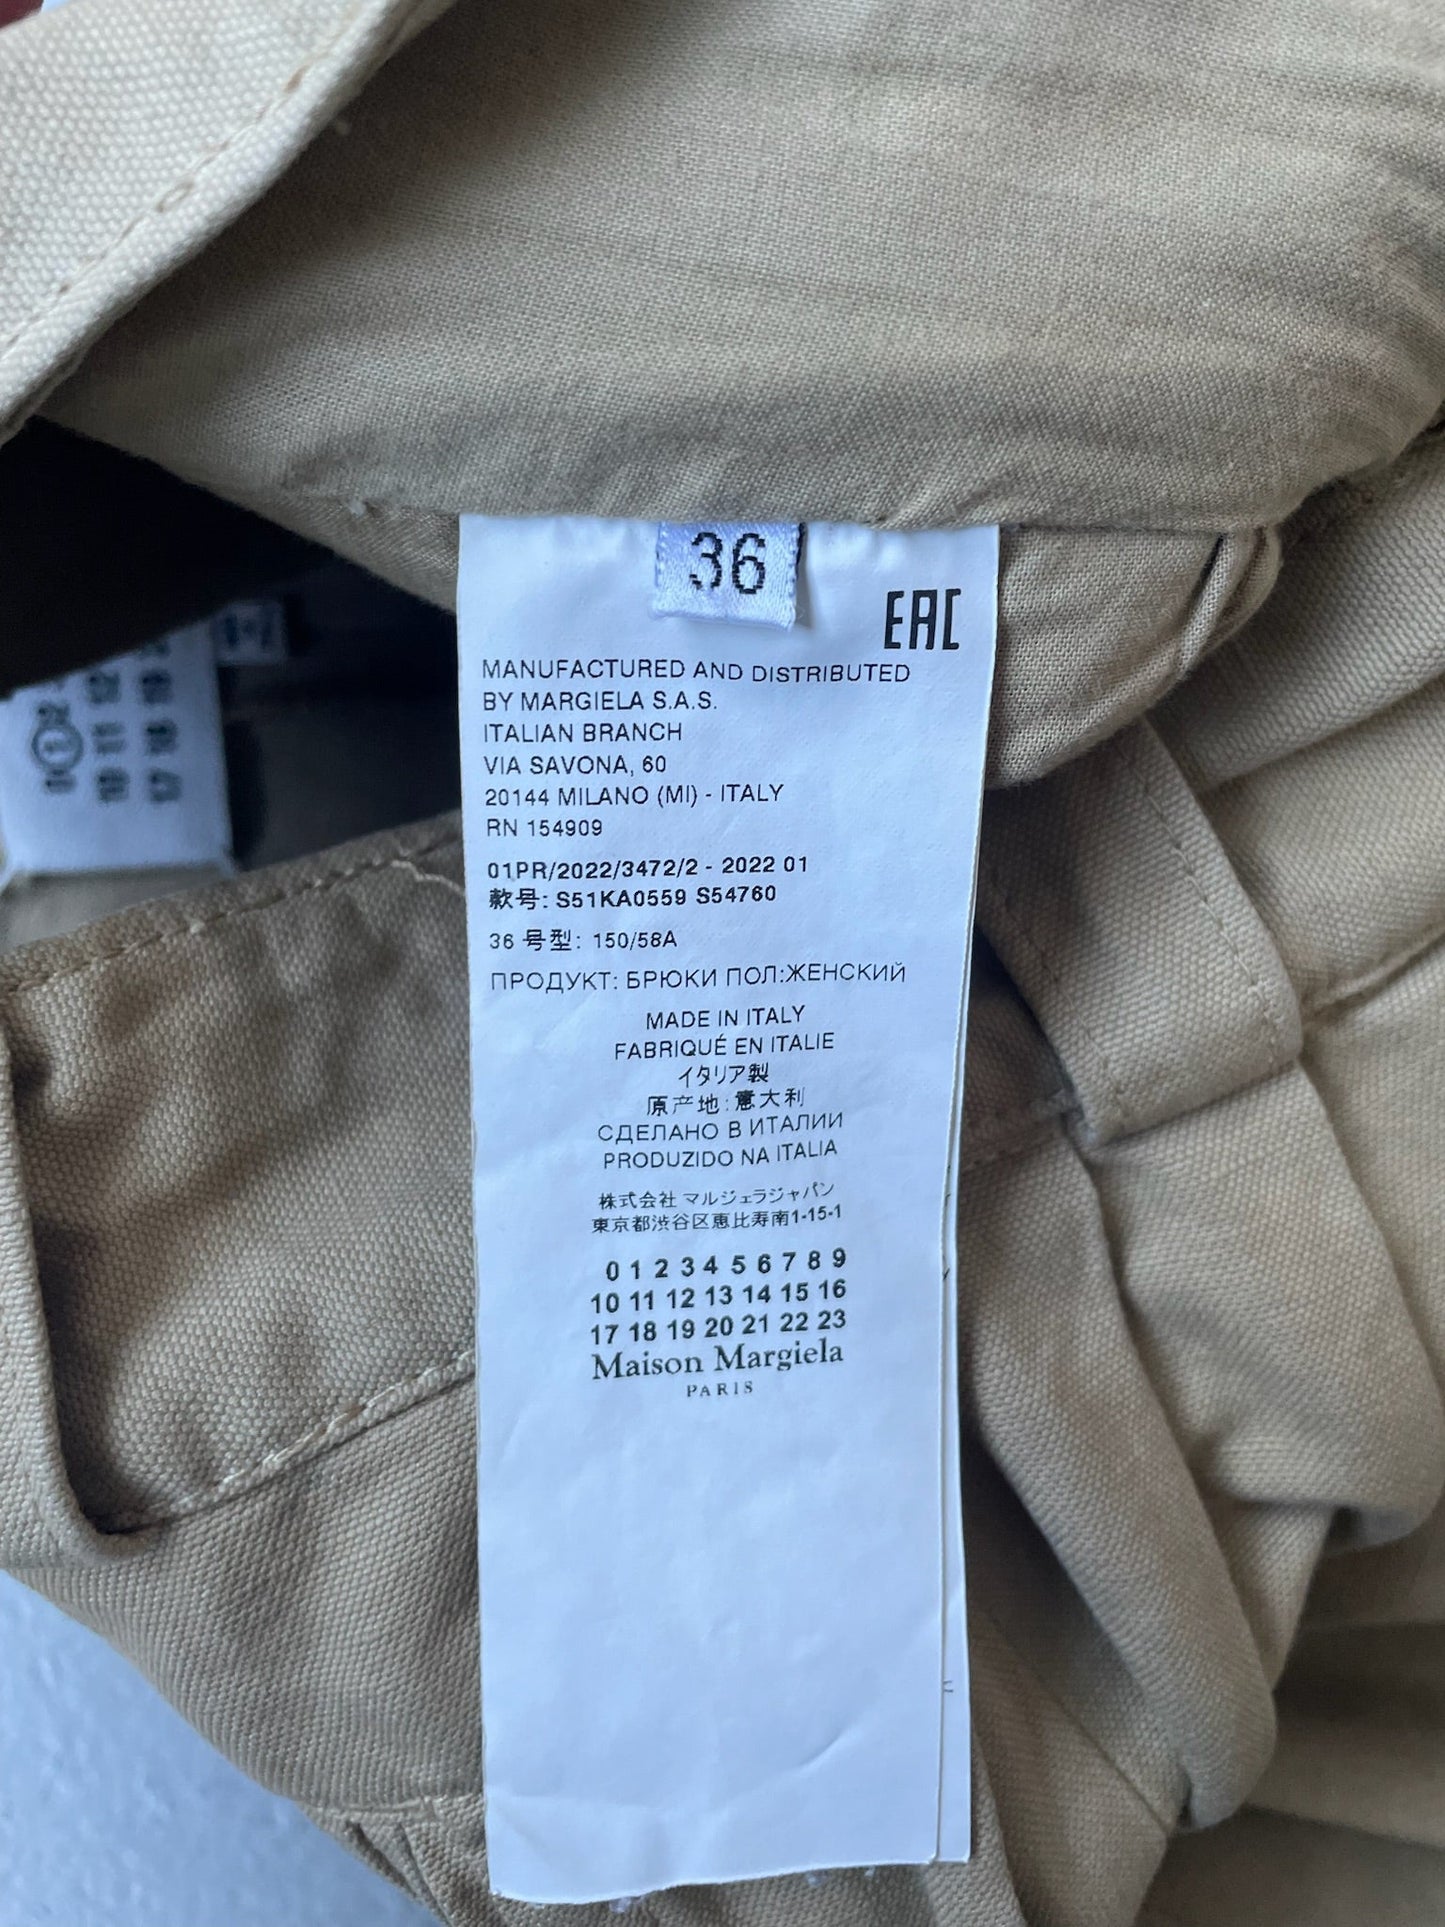 36
EAC
MANUFACTURED AND DISTRIBUTED
BY MARGIELA S.A.S.
ITALIAN BRANCH
VIA SAVONA, 60
20144 MILANO (MI) - ITALY
RN 154909
01PR/2022/3472/2 - 2022 01
款号: S51KA0559 S54760
36 号型: 150/58A
ПРОДУКТ: БРЮКИ ПОЛ:ЖЕНСКИЙ
MADE IN ITALY
FABRIQUÉ EN ITALIE
イタリア製
原产地: 意大利
СДЕЛАНО В ИТАЛИИ
PRODUZIDO NA ITALIA
株式会社 マルジェラジャパン
東京都渋谷区恵比寿南1-15-1
0 1 2 3 4 5 6 7 8 9
10 11 12 13 14 15 16
17 18 19 20 21 22 23
Maison Margiela
PARIS